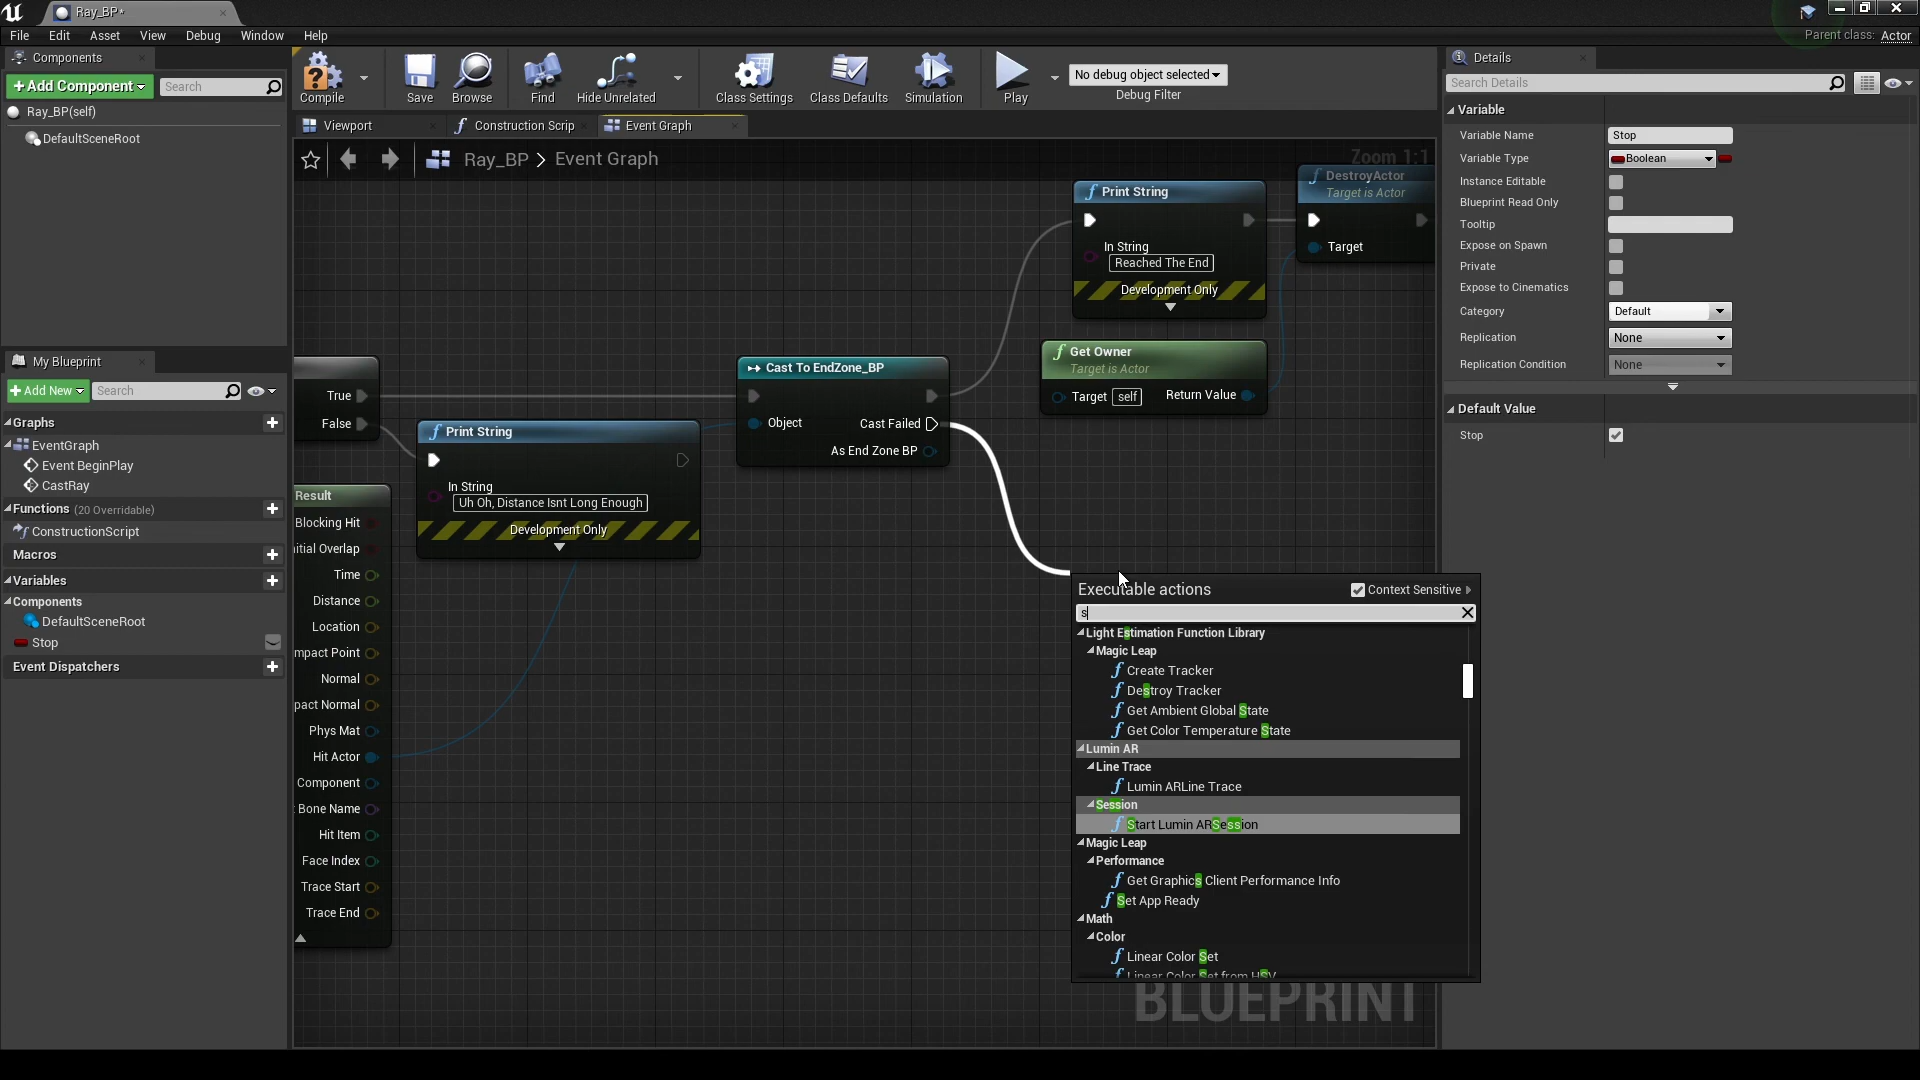 Ray_BP*
File Edit Asset View Debug Window Help
Parent class: Actor
Components
+Add Component
Search
Ray_BP(self)
DefaultSceneRoot
Compile
Save
Browse
Find
Hide Unrelated
Class Settings
Class Defaults
Simulation
Play
No debug object selected
Debug Filter
Viewport
Construction Scrip
Event Graph
Ray_BP > Event Graph
Zoom 1:1
My Blueprint
+Add New
Search
Graphs
EventGraph
Event BeginPlay
CastRay
Functions (20 Overridable)
ConstructionScript
Macros
Variables
Components
DefaultSceneRoot
Stop
Event Dispatchers
True
False
Result
Blocking Hit
nitial Overlap
Time
Distance
Location
mpact Point
Normal
pact Normal
Phys Mat
Hit Actor
Component
Bone Name
Hit Item
Face Index
Trace Start
Trace End
Print String
In String
Uh Oh, Distance Isnt Long Enough
Development Only
Cast To EndZone_BP
Object
Cast Failed
As End Zone BP
Print String
In String
Reached The End
Development Only
DestroyActor
Target is Actor
Target
Get Owner
Target is Actor
Target self Return Value
Executable actions
Context Sensitive
s
Light Estimation Function Library
Magic Leap
Create Tracker
Destroy Tracker
Get Ambient Global State
Get Color Temperature State
Lumin AR
Line Trace
Lumin ARLine Trace
Session
Start Lumin ARSession
Magic Leap
Performance
Get Graphics Client Performance Info
Set App Ready
Math
Color
Linear Color Set
Linear Color Set from HSV
BLUEPRINT
Details
Search Details
Variable
Variable Name Stop
Variable Type Boolean
Instance Editable
Blueprint Read Only
Tooltip
Expose on Spawn
Private
Expose to Cinematics
Category Default
Replication None
Replication Condition None
Default Value
Stop